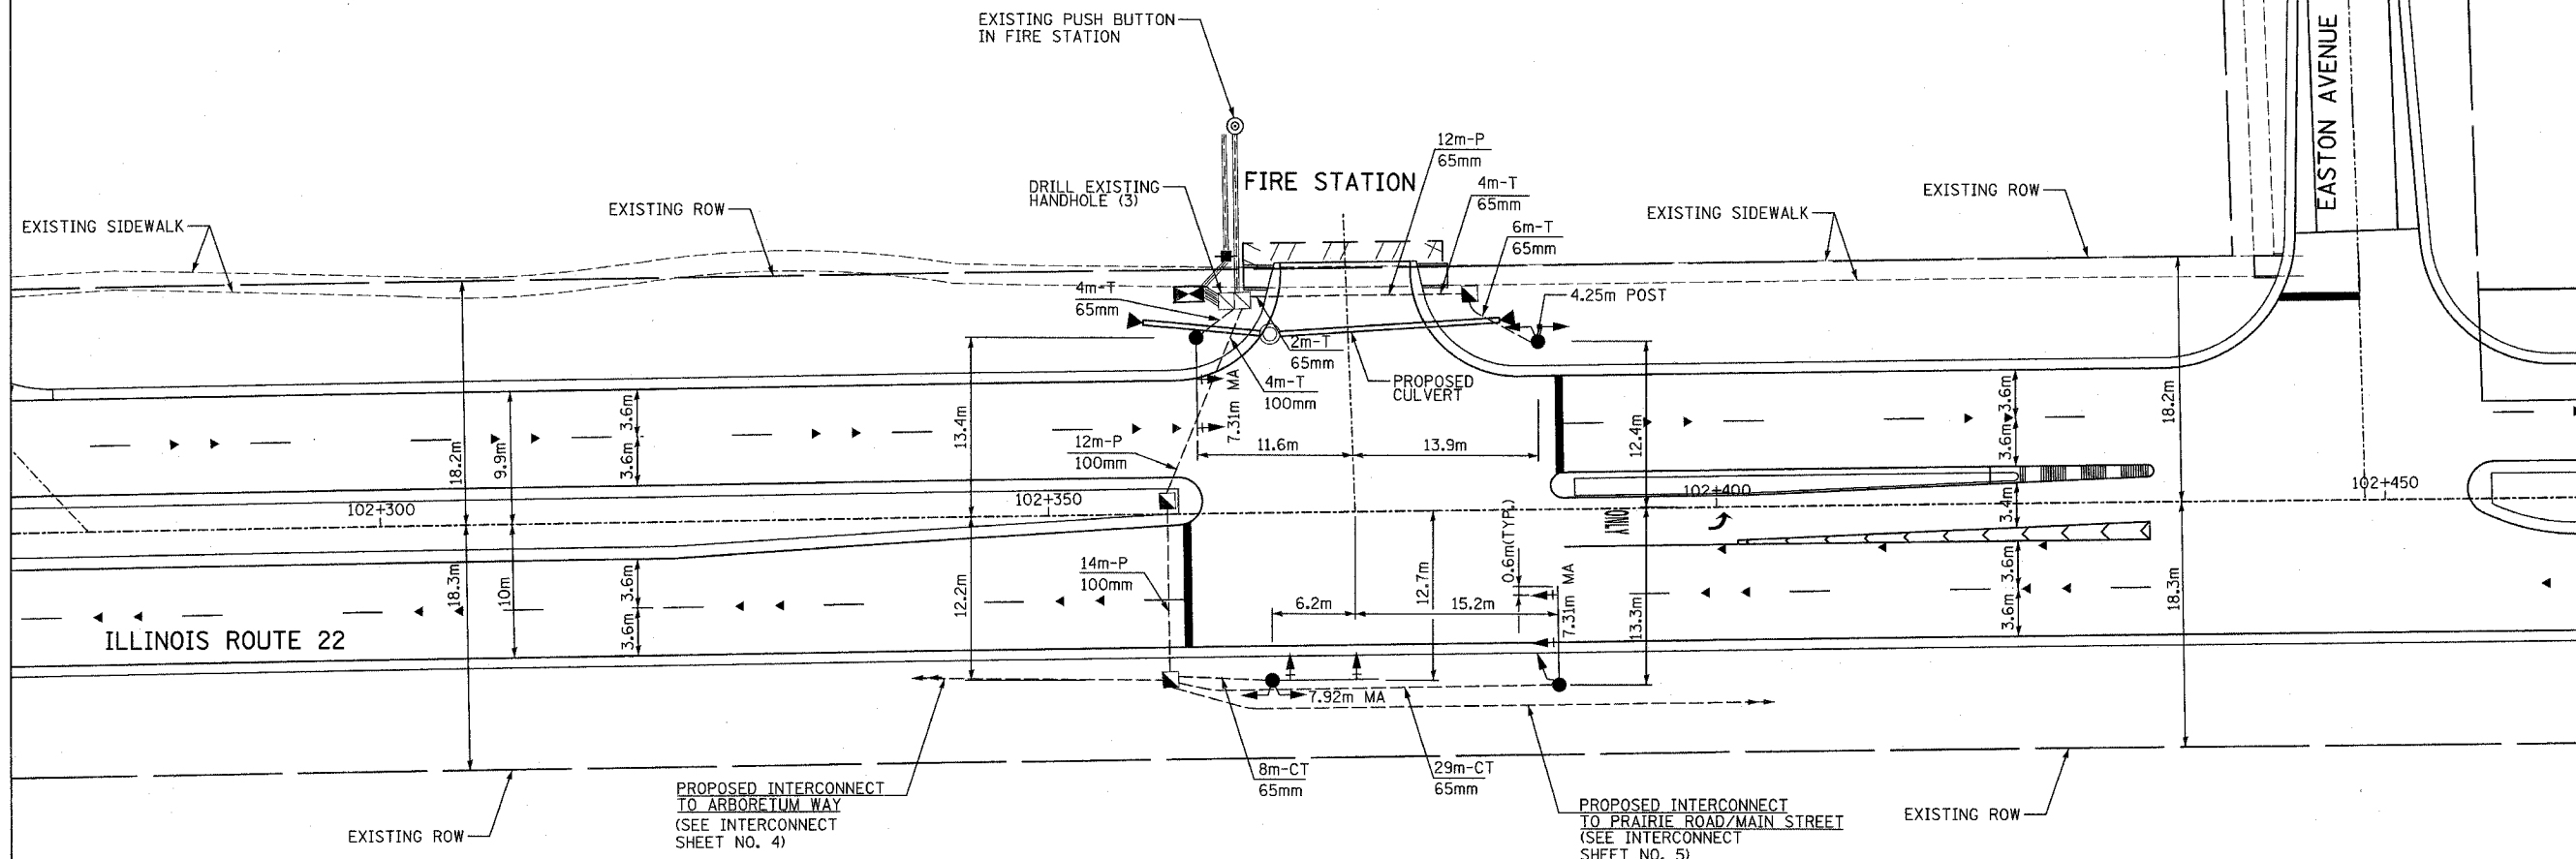 EXISTING PUSH BUTTON
IN FIRE STATION
EASTON AVENUE
12m-P
65mm
FIRE STATION
4m-T
65mm
DRILL EXISTING
HANDHOLE (3)
EXISTING ROW
EXISTING ROW
EXISTING SIDEWALK
EXISTING SIDEWALK
6m-T
65mm
4m-T
65mm
4.25m POST
2m-T
65mm
4m-T
100mm
PROPOSED
CULVERT
7.31m MA
3.6m
3.6m
18.2m
9.9m
13.4m
12m-P
100mm
11.6m
13.9m
12.4m
3.6m
3.6m
18.2m
102+300
102+350
102+400
102+450
ONLY
3.4m
14m-P
100mm
0.6m(TYP.)
7.31m MA
12.7m
6.2m
15.2m
13.3m
3.6m
3.6m
18.3m
18.3m
10m
3.6m
3.6m
12.2m
ILLINOIS ROUTE 22
7.92m MA
8m-CT
65mm
29m-CT
65mm
PROPOSED INTERCONNECT
TO ARBORETUM WAY
(SEE INTERCONNECT
SHEET NO. 4)
EXISTING ROW
PROPOSED INTERCONNECT
TO PRAIRIE ROAD/MAIN STREET
(SEE INTERCONNECT
SHEET NO. 5)
EXISTING ROW